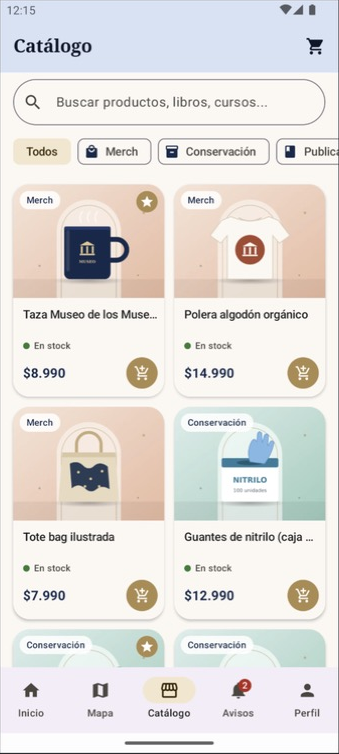 12:15
Catálogo
Buscar productos, libros, cursos...
Todos
Merch
Conservación
Publica
Merch
Merch
Taza Museo de los Muse...
Polera algodón orgánico
En stock
En stock
$8.990
$14.990
Merch
Conservación
NITRILO
100 unidades
Tote bag ilustrada
Guantes de nitrilo (caja ...
En stock
En stock
$7.990
$12.990
Conservación
Conservación
2
Inicio
Mapa
Catálogo
Avisos
Perfil